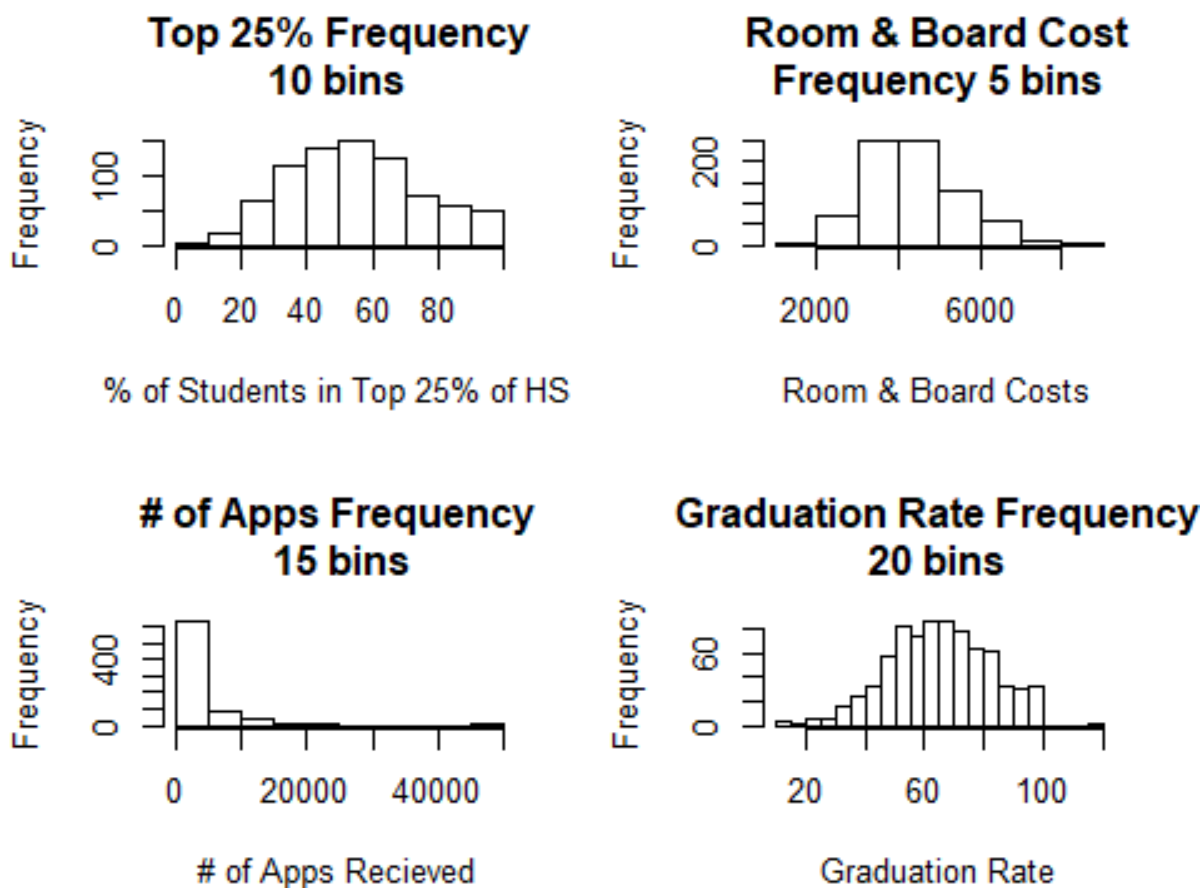 Top 25% Frequency
10 bins
Frequency
0
100
0 20 40 60 80
% of Students in Top 25% of HS
Room & Board Cost
Frequency 5 bins
Frequency
0
200
2000 6000
Room & Board Costs
# of Apps Frequency
15 bins
Frequency
0
400
0 20000 40000
# of Apps Recieved
Graduation Rate Frequency
20 bins
Frequency
0
60
20 60 100
Graduation Rate